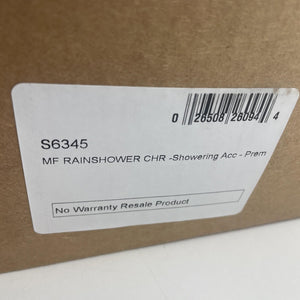 0 26508 26094 4
S6345
MF RAINSHOWER CHR -Showering Acc - Prem
No Warranty Resale Product